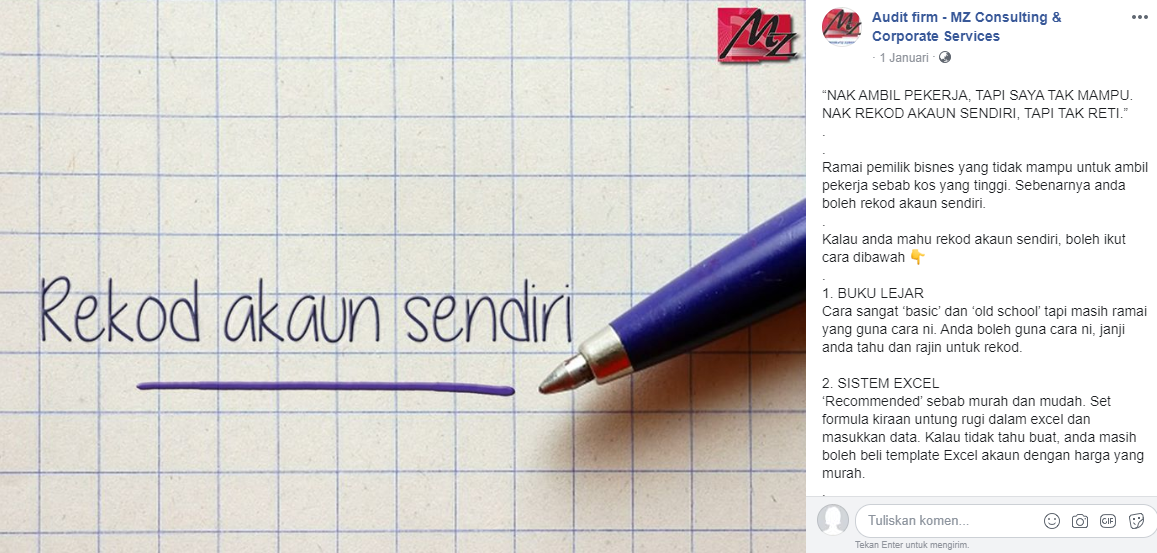 MZ
Rekod akaun sendiri
Audit firm - MZ Consulting &
Corporate Services
· 1 Januari ·
“NAK AMBIL PEKERJA, TAPI SAYA TAK MAMPU.
NAK REKOD AKAUN SENDIRI, TAPI TAK RETI.”
.
.
Ramai pemilik bisnes yang tidak mampu untuk ambil
pekerja sebab kos yang tinggi. Sebenarnya anda
boleh rekod akaun sendiri.
.
Kalau anda mahu rekod akaun sendiri, boleh ikut
cara dibawah 👇
.
1. BUKU LEJAR
Cara sangat ‘basic’ dan ‘old school’ tapi masih ramai
yang guna cara ni. Anda boleh guna cara ni, janji
anda tahu dan rajin untuk rekod.
2. SISTEM EXCEL
‘Recommended’ sebab murah dan mudah. Set
formula kiraan untung rugi dalam excel dan
masukkan data. Kalau tidak tahu buat, anda masih
boleh beli template Excel akaun dengan harga yang
murah.
.
Tuliskan komen...
GIF
Tekan Enter untuk mengirim.